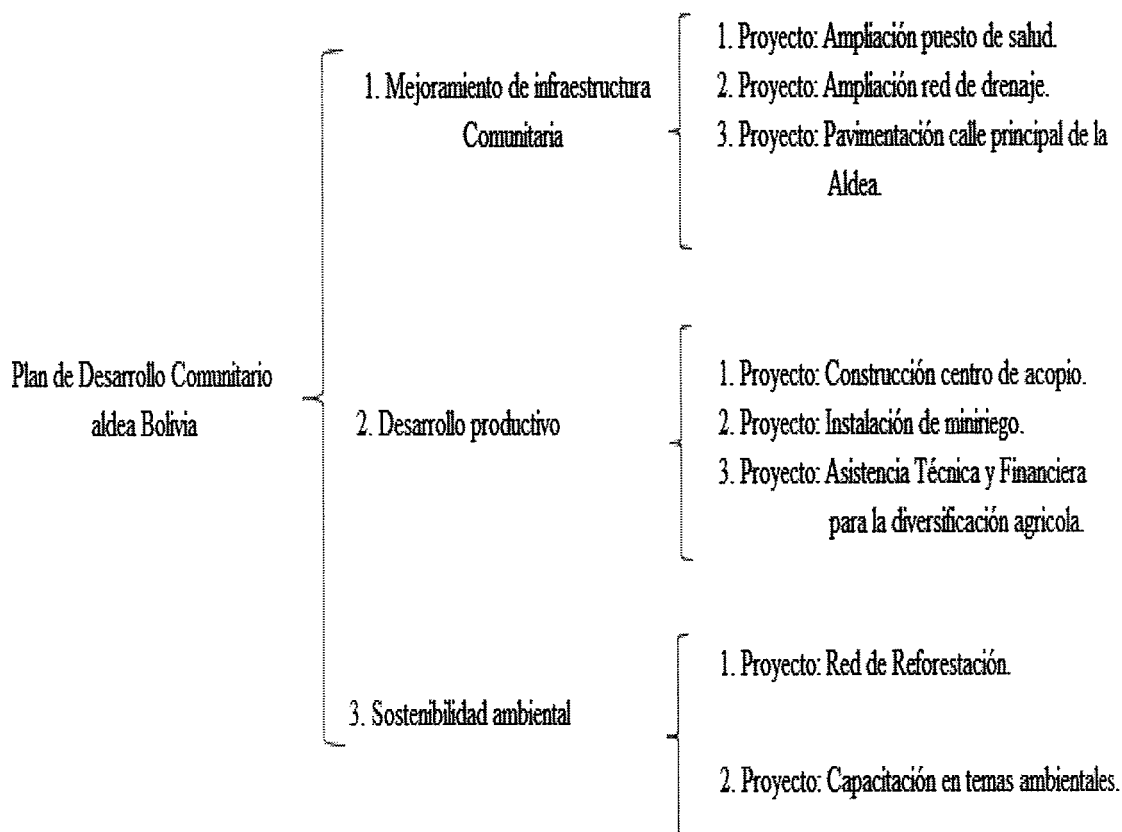 Plan de Desarrollo Comunitario
aldea Bolivia
1. Mejoramiento de infraestructura
Comunitaria
1. Proyecto: Ampliación puesto de salud.
2. Proyecto: Ampliación red de drenaje.
3. Proyecto: Pavimentación calle principal de la
Aldea.
2. Desarrollo productivo
1. Proyecto: Construcción centro de acopio.
2. Proyecto: Instalación de miniriego.
3. Proyecto: Asistencia Técnica y Financiera
para la diversificación agricola.
3. Sostenibilidad ambiental
1. Proyecto: Red de Reforestación.
2. Proyecto: Capacitación en temas ambientales.